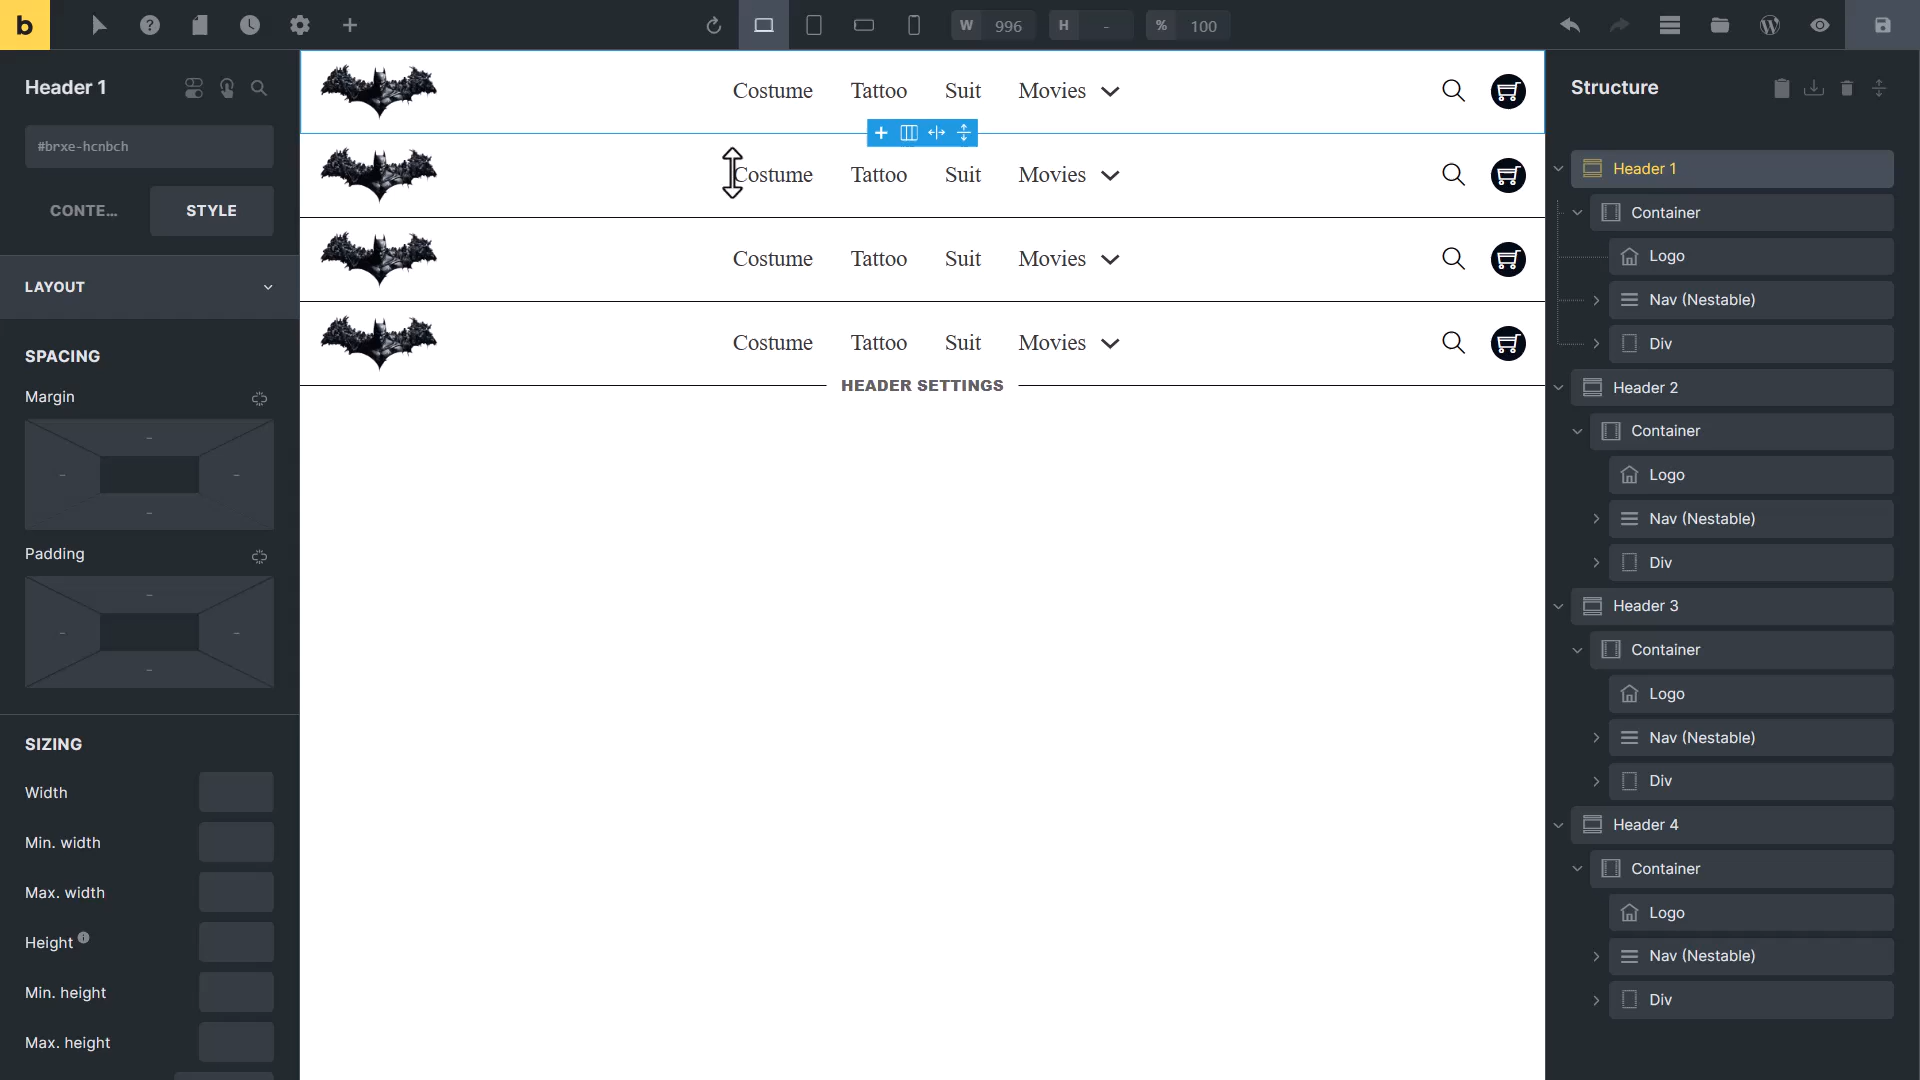 b
W 996 H - % 100
Header 1
#brxe-hcnbch
CONTE...
STYLE
LAYOUT
SPACING
Margin
Padding
SIZING
Width
Min. width
Max. width
Height
Min. height
Max. height
Costume Tattoo Suit Movies
Costume Tattoo Suit Movies
Costume Tattoo Suit Movies
Costume Tattoo Suit Movies
HEADER SETTINGS
Structure
Header 1
Container
Logo
Nav (Nestable)
Div
Header 2
Container
Logo
Nav (Nestable)
Div
Header 3
Container
Logo
Nav (Nestable)
Div
Header 4
Container
Logo
Nav (Nestable)
Div